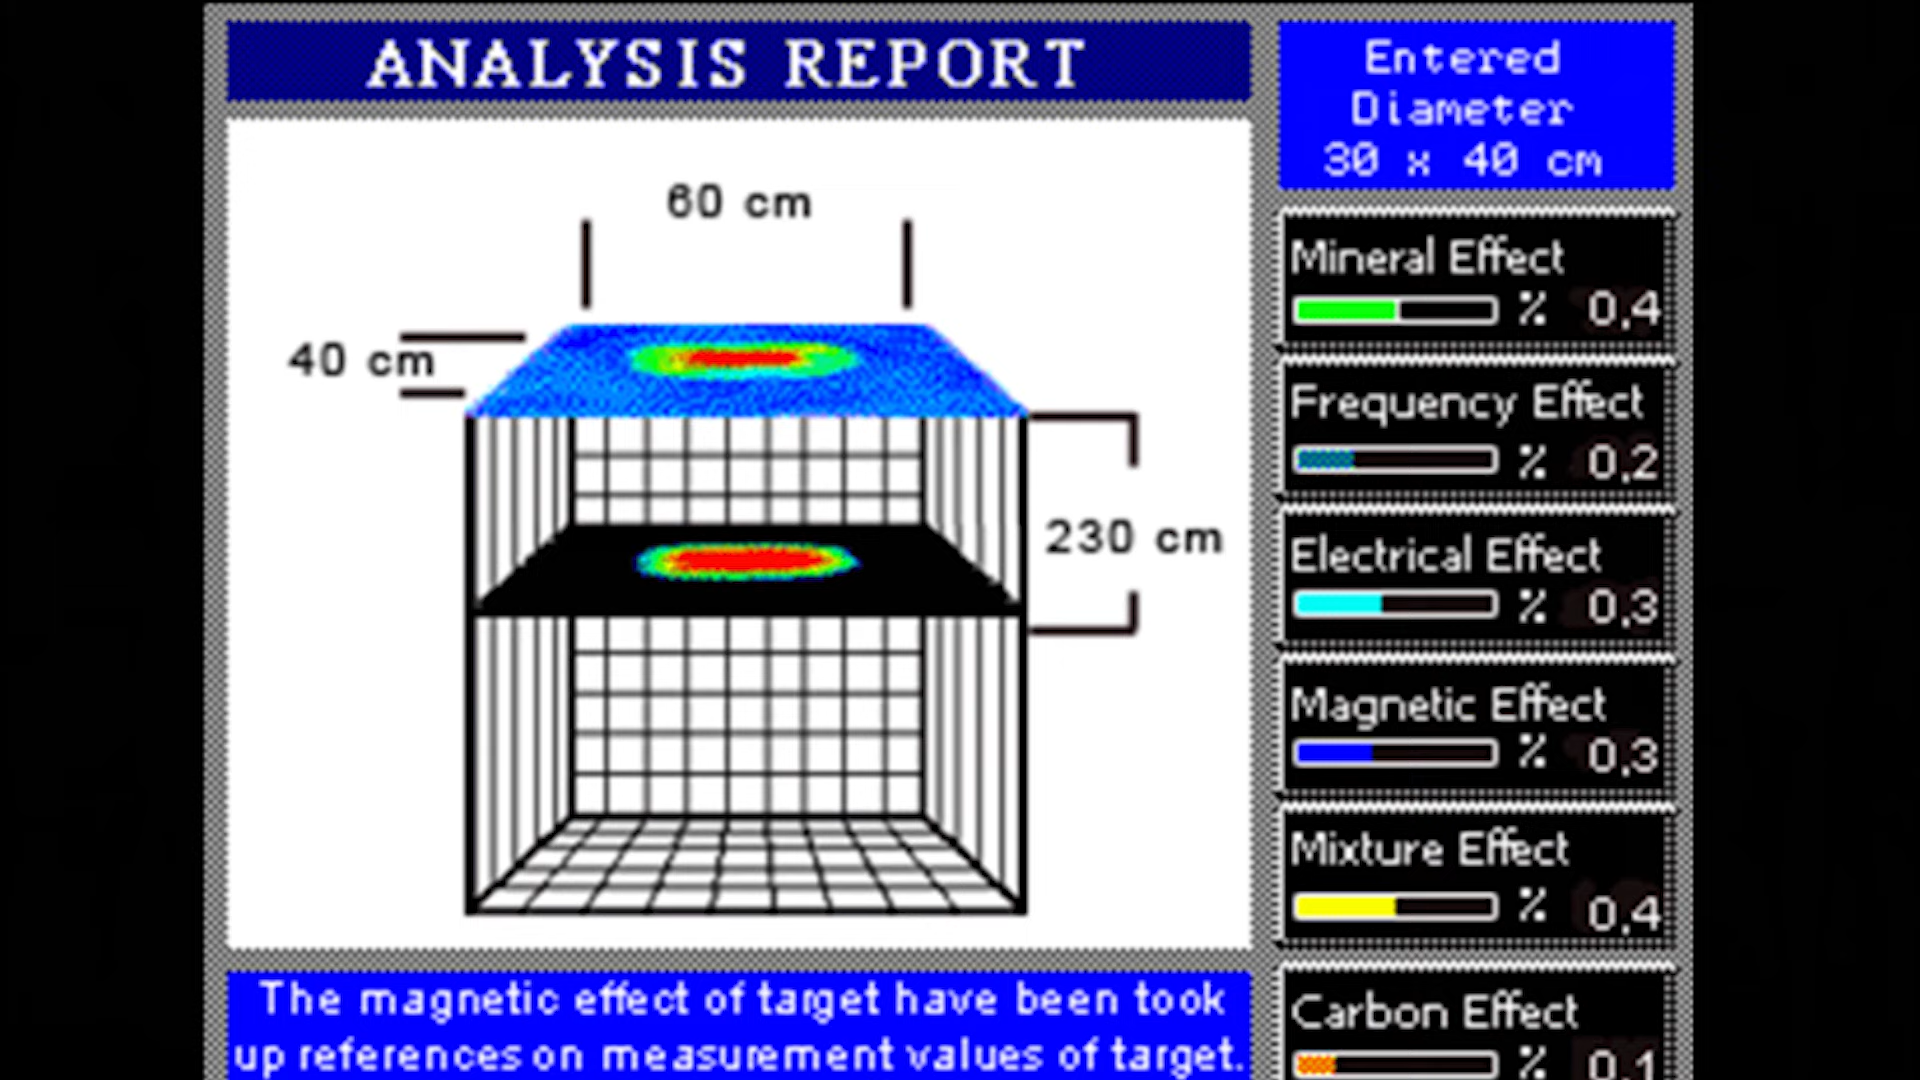 ANALYSIS REPORT
60 cm
40 cm
230 cm
The magnetic effect of target have been took
up references on measurement values of target.
Entered
Diameter
30 x 40 cm
Mineral Effect
% 0.4
Frequency Effect
% 0.2
Electrical Effect
% 0.3
Magnetic Effect
% 0.3
Mixture Effect
% 0.4
Carbon Effect
% 0.1